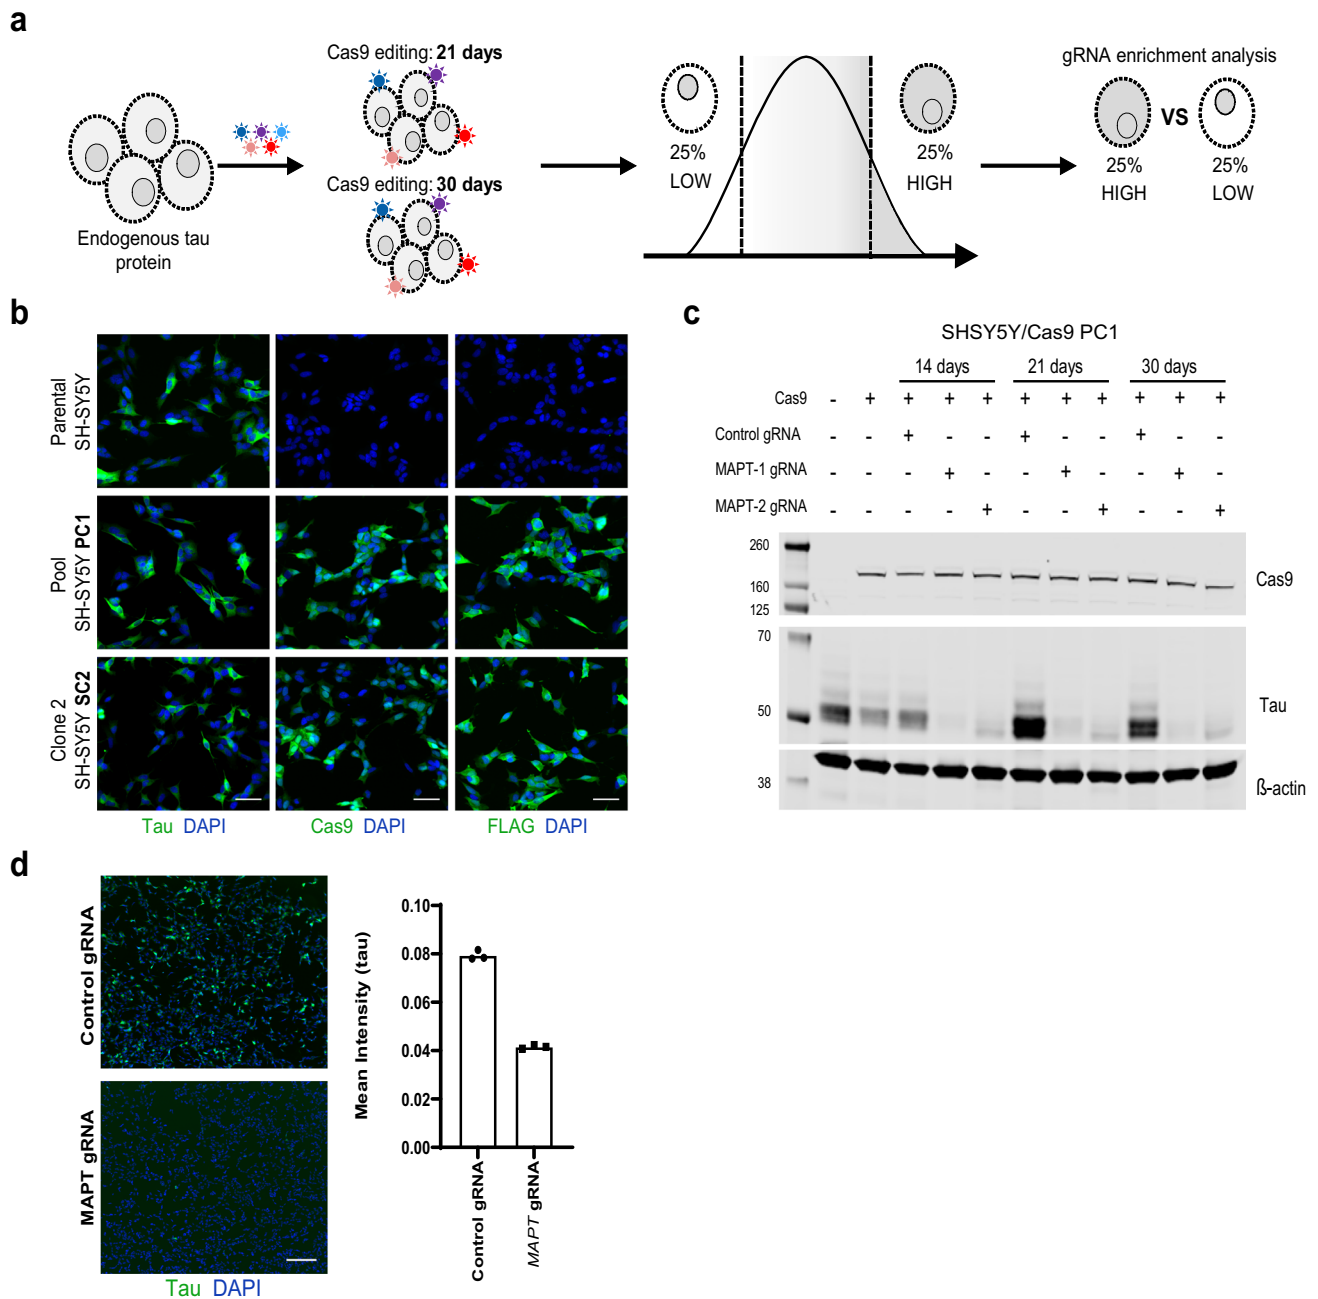 a
Cas9 editing: 21 days
Cas9 editing: 30 days
Endogenous tau
protein
25%
LOW
25%
HIGH
gRNA enrichment analysis
VS
25%
HIGH
25%
LOW
b
Parental
SH-SY5Y
Pool
SH-SY5Y PC1
Clone 2
SH-SY5Y SC2
Tau DAPI
Cas9 DAPI
FLAG DAPI
c
SHSY5Y/Cas9 PC1
14 days 21 days 30 days
Cas9 - + + + + + + + + + +
Control gRNA - - + - - + - - + - -
MAPT-1 gRNA - - - + - - + - - + -
MAPT-2 gRNA - - - - + - - + - - +
260
160
125
Cas9
70
50
Tau
38
ß-actin
d
Control gRNA
MAPT gRNA
Tau DAPI
Mean Intensity (tau)
0.10
0.08
0.06
0.04
0.02
0.00
Control gRNA
MAPT gRNA